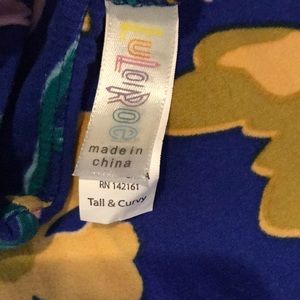 LuLaRoe
made in
china
RN 142161
Tall & Curvy